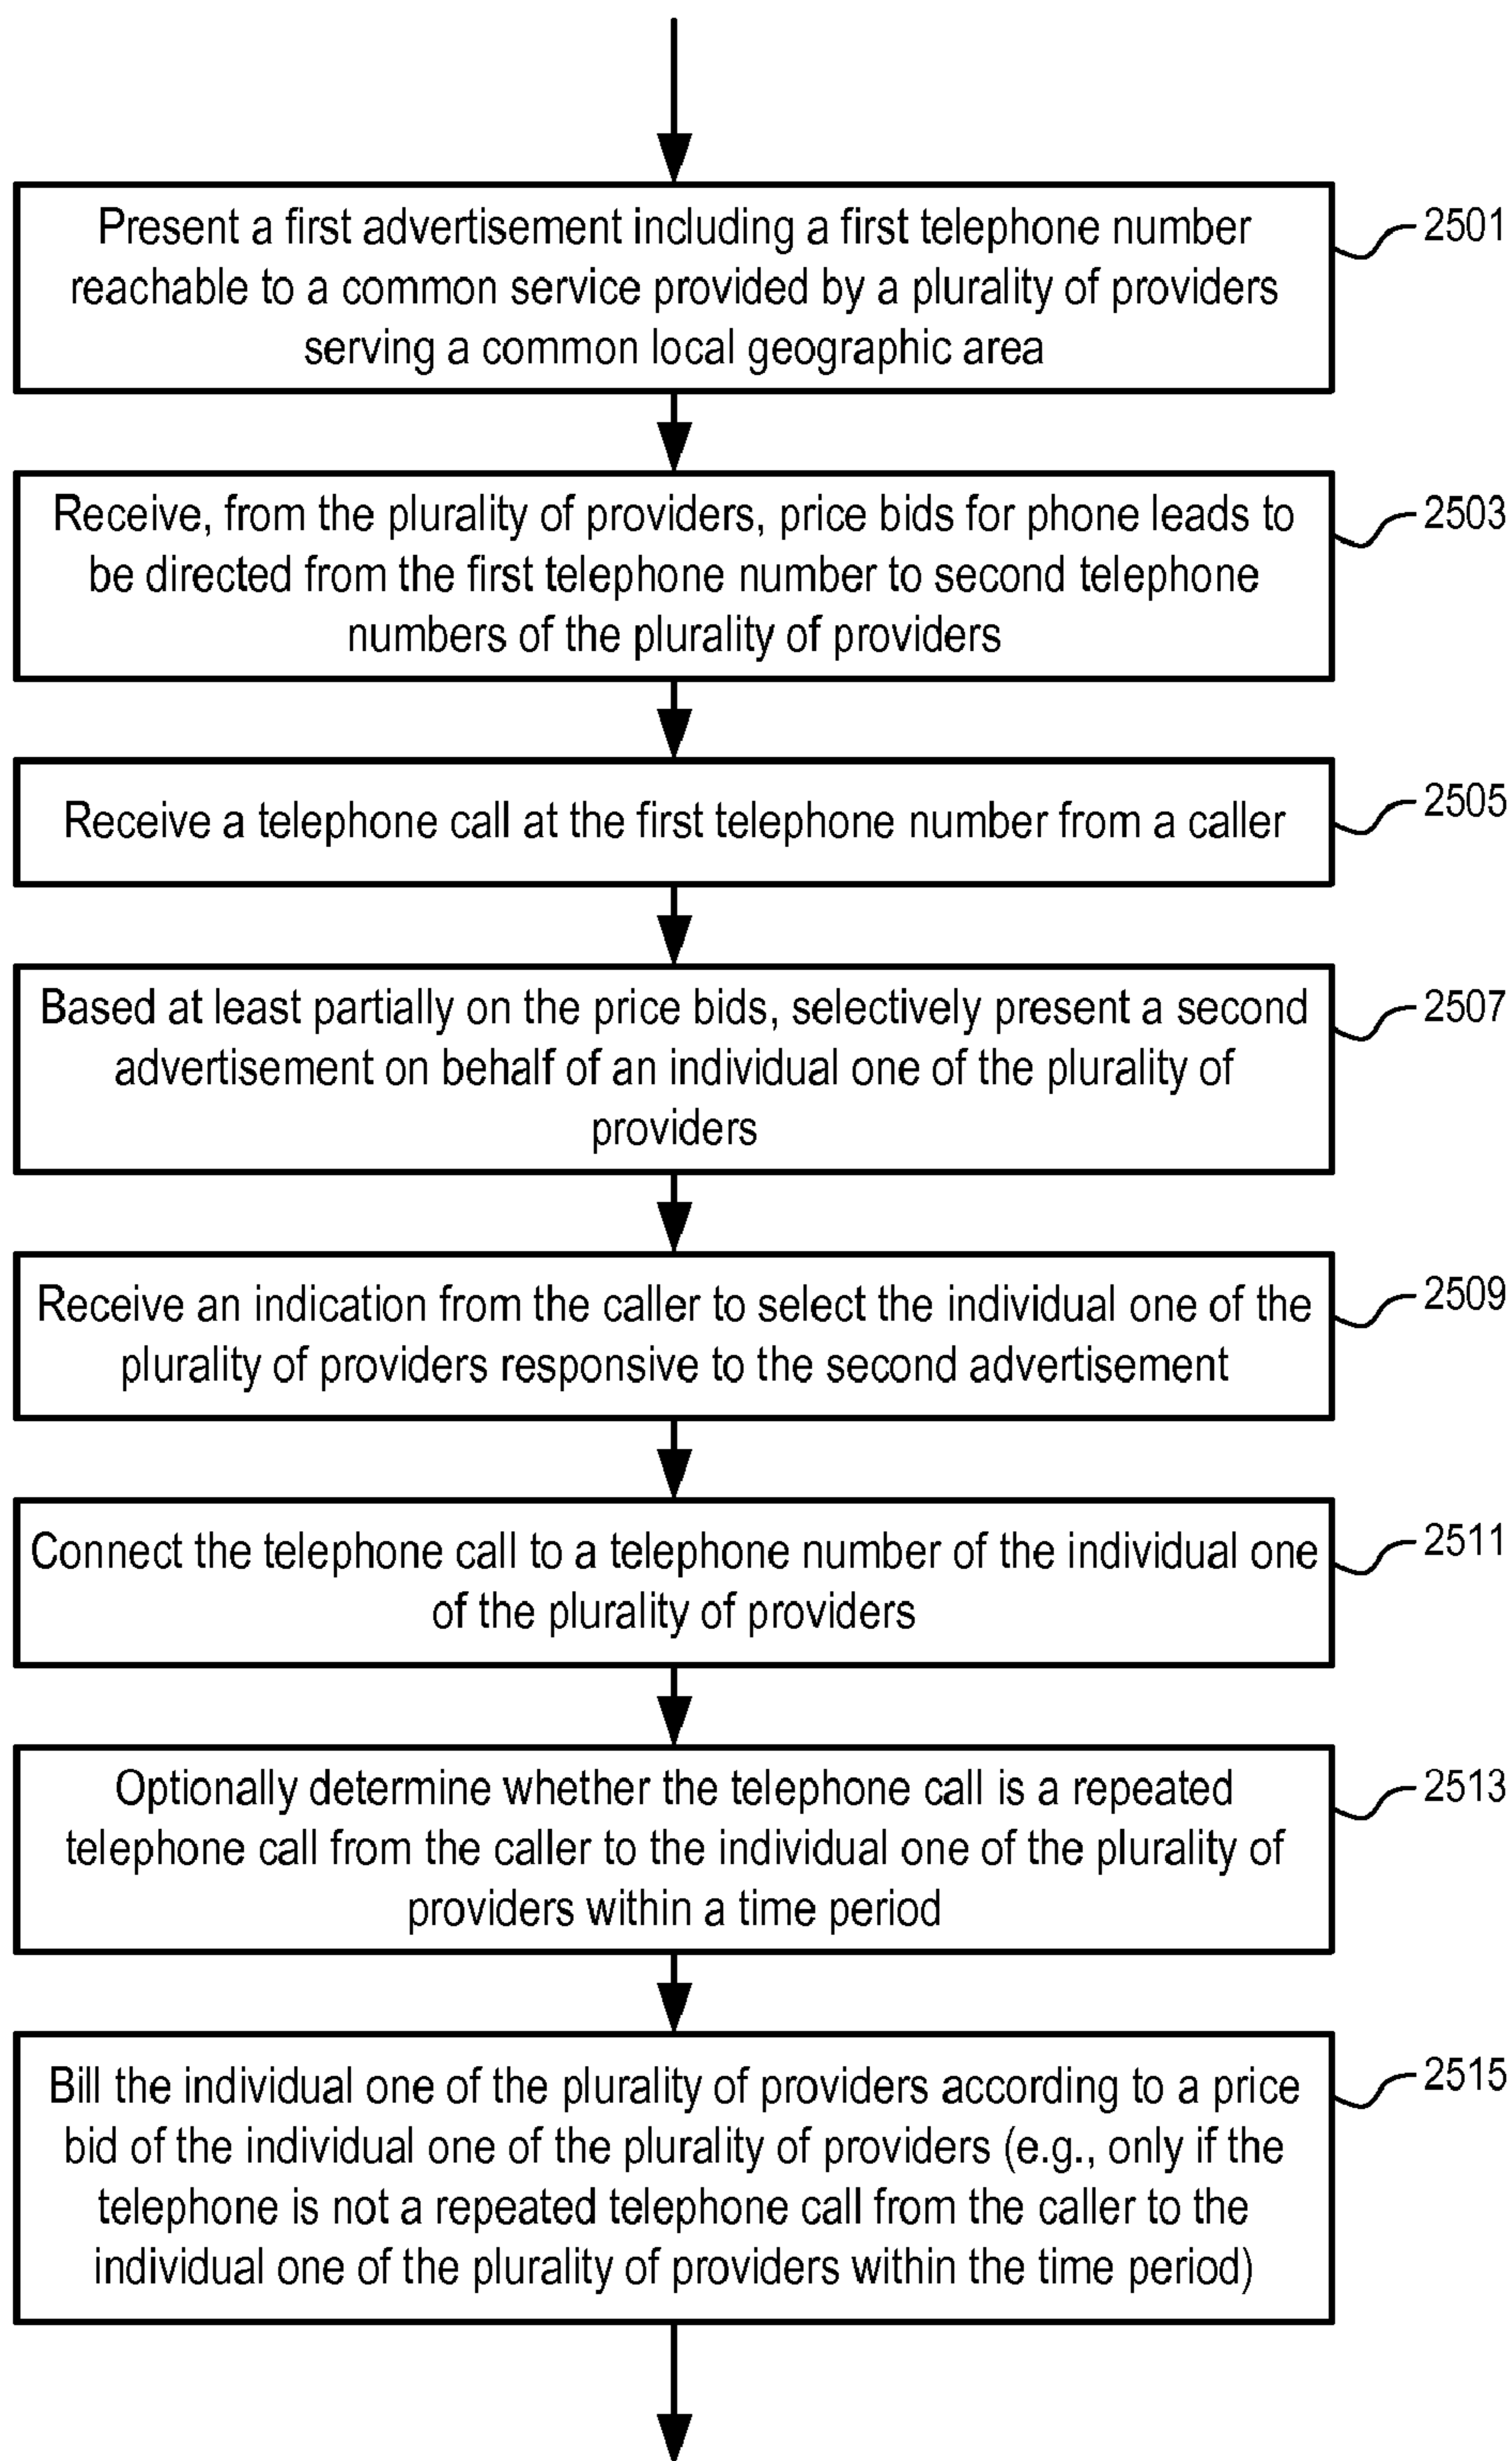 Present a first advertisement including a first telephone number
reachable to a common service provided by a plurality of providers
serving a common local geographic area
2501
Receive, from the plurality of providers, price bids for phone leads to
be directed from the first telephone number to second telephone
numbers of the plurality of providers
2503
Receive a telephone call at the first telephone number from a caller
2505
Based at least partially on the price bids, selectively present a second
advertisement on behalf of an individual one of the plurality of
providers
2507
Receive an indication from the caller to select the individual one of the
plurality of providers responsive to the second advertisement
2509
Connect the telephone call to a telephone number of the individual one
of the plurality of providers
2511
Optionally determine whether the telephone call is a repeated
telephone call from the caller to the individual one of the plurality of
providers within a time period
2513
Bill the individual one of the plurality of providers according to a price
bid of the individual one of the plurality of providers (e.g., only if the
telephone is not a repeated telephone call from the caller to the
individual one of the plurality of providers within the time period)
2515